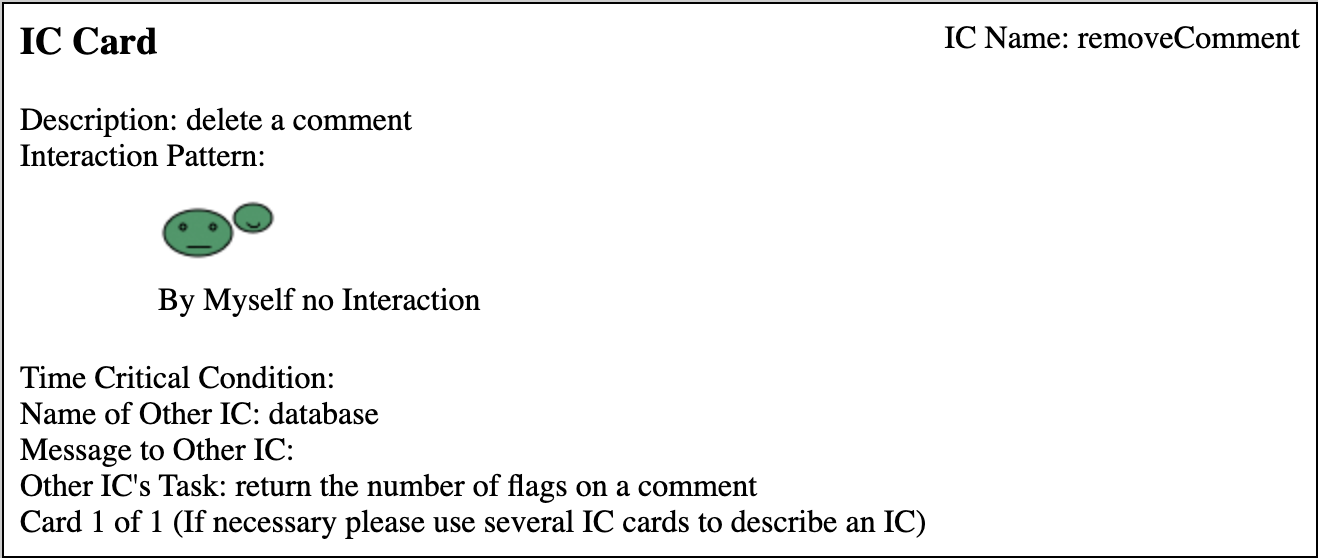 IC Card
IC Name: removeComment
Description: delete a comment
Interaction Pattern:
By Myself no Interaction
Time Critical Condition:
Name of Other IC: database
Message to Other IC:
Other IC's Task: return the number of flags on a comment
Card 1 of 1 (If necessary please use several IC cards to describe an IC)